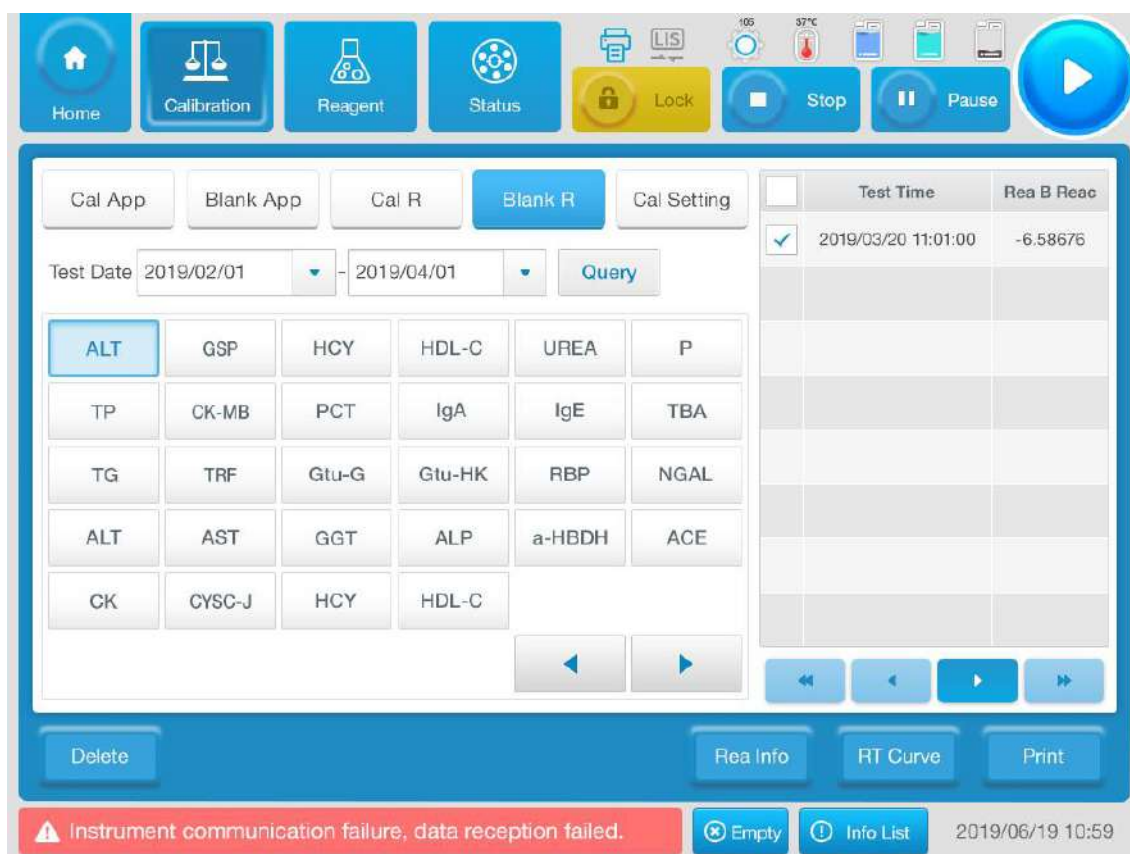 105 37°C
LIS
Home Calibration Reagent Status Lock Stop Pause
Cal App Blank App Cal R Blank R Cal Setting
Test Time Rea B Reac
2019/03/20 11:01:00 -6.58676
Test Date 2019/02/01 - 2019/04/01 Query
ALT GSP HCY HDL-C UREA P
TP CK-MB PCT IgA IgE TBA
TG TRF Gtu-G Gtu-HK RBP NGAL
ALT AST GGT ALP a-HBDH ACE
CK CYSC-J HCY HDL-C
Delete Rea Info RT Curve Print
Instrument communication failure, data reception failed. Empty Info List 2019/06/19 10:59